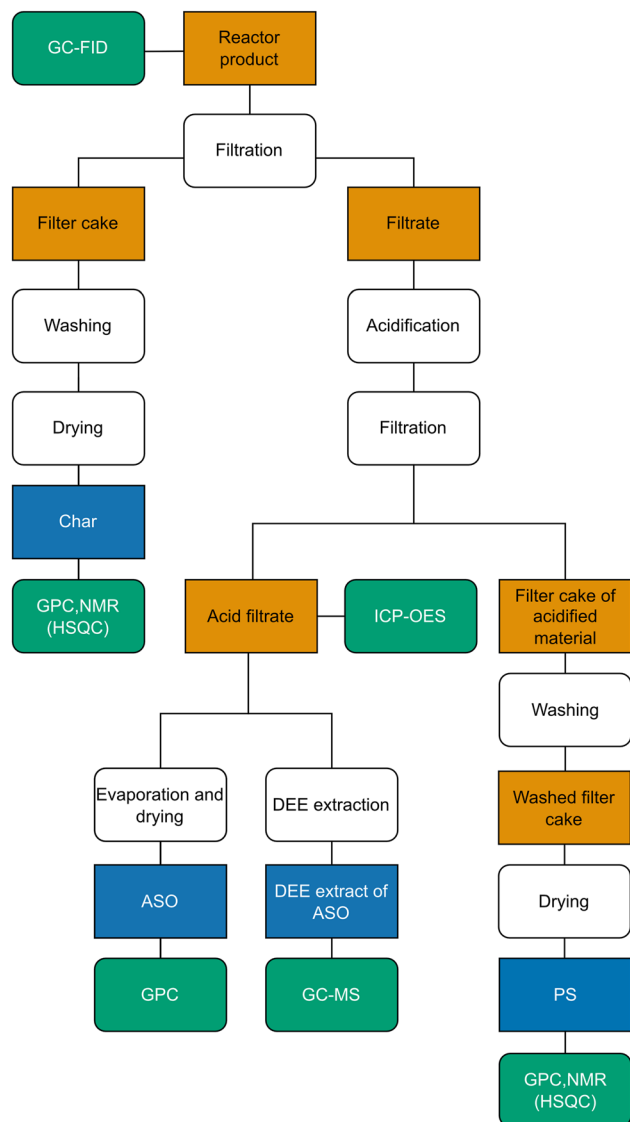 GC-FID
Reactor
product
Filtration
Filter cake
Filtrate
Washing
Acidification
Drying
Filtration
Char
GPC,NMR
(HSQC)
Acid filtrate
ICP-OES
Filter cake of
acidified
material
Washing
Evaporation and
drying
DEE extraction
Washed filter
cake
ASO
DEE extract of
ASO
Drying
GPC
GC-MS
PS
GPC,NMR
(HSQC)